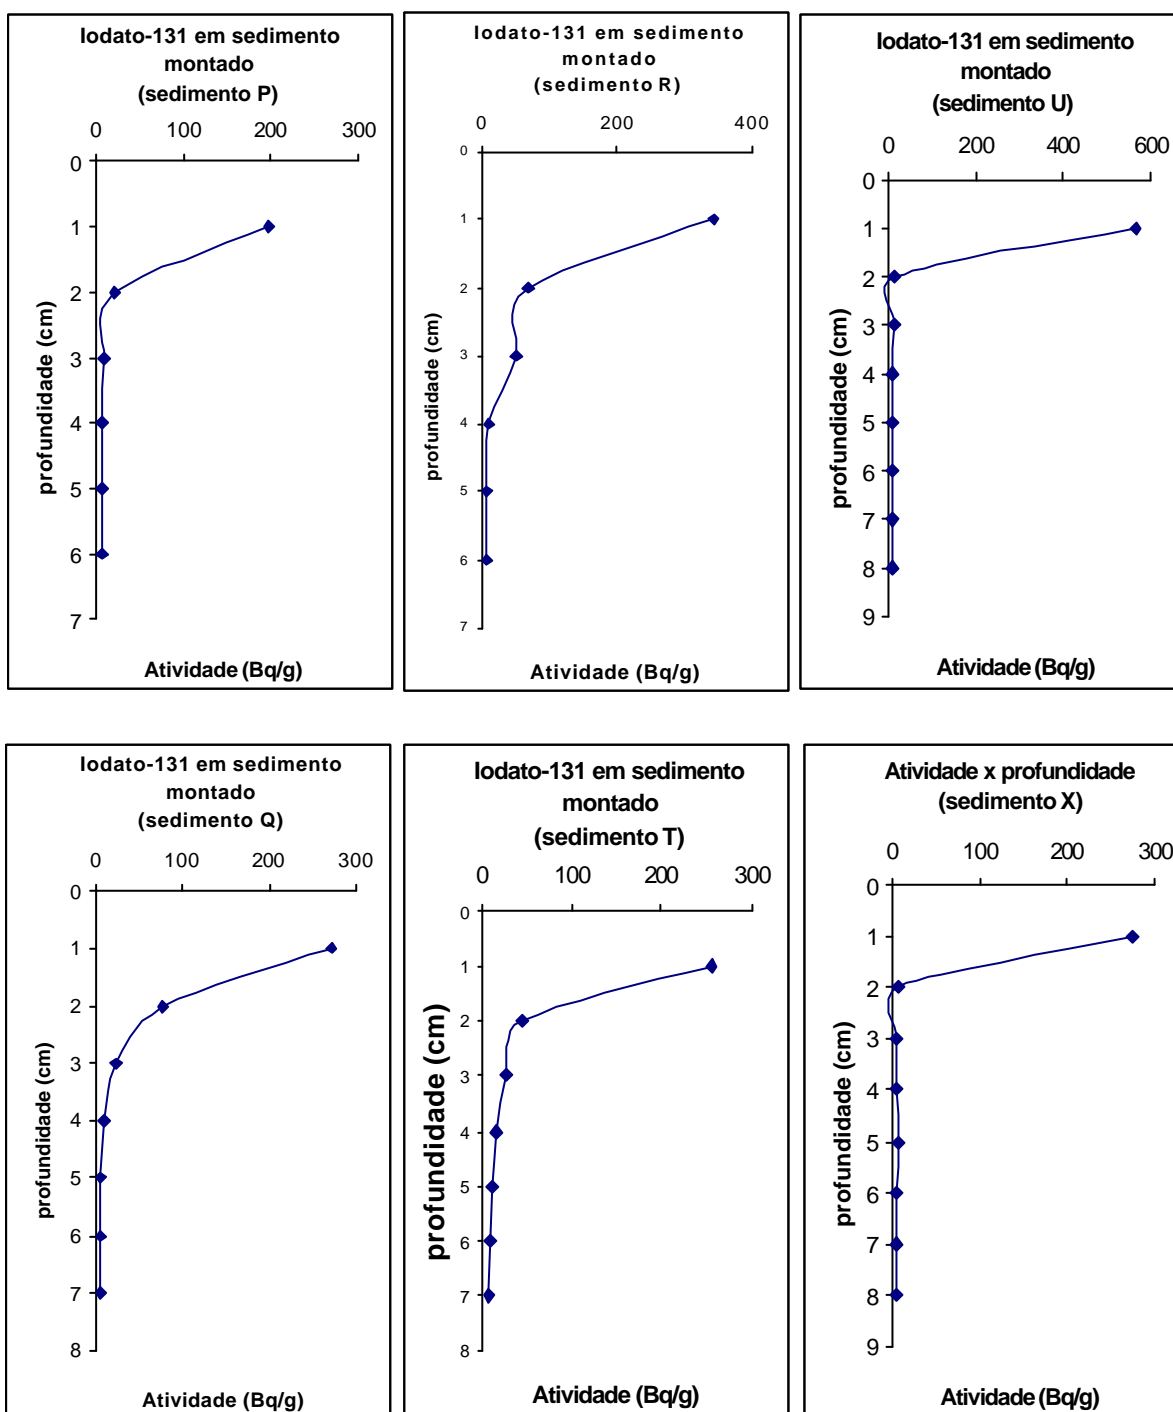 Iodato-131 em sedimento
montado
(sedimento P)
0 100 200 300
0
1
2
3
4
5
6
7
profundidade (cm)
Atividade (Bq/g)
Iodato-131 em sedimento
montado
(sedimento R)
0 200 400
0
1
2
3
4
5
6
7
profundidade (cm)
Atividade (Bq/g)
Iodato-131 em sedimento
montado
(sedimento U)
0 200 400 600
0
1
2
3
4
5
6
7
8
9
profundidade (cm)
Atividade (Bq/g)
Iodato-131 em sedimento
montado
(sedimento Q)
0 100 200 300
0
1
2
3
4
5
6
7
8
profundidade (cm)
Atividade (Bq/g)
Iodato-131 em sedimento
montado
(sedimento T)
0 100 200 300
0
1
2
3
4
5
6
7
8
profundidade (cm)
Atividade (Bq/g)
Atividade x profundidade
(sedimento X)
0 100 200 300
0
1
2
3
4
5
6
7
8
9
profundidade (cm)
Atividade (Bq/g)